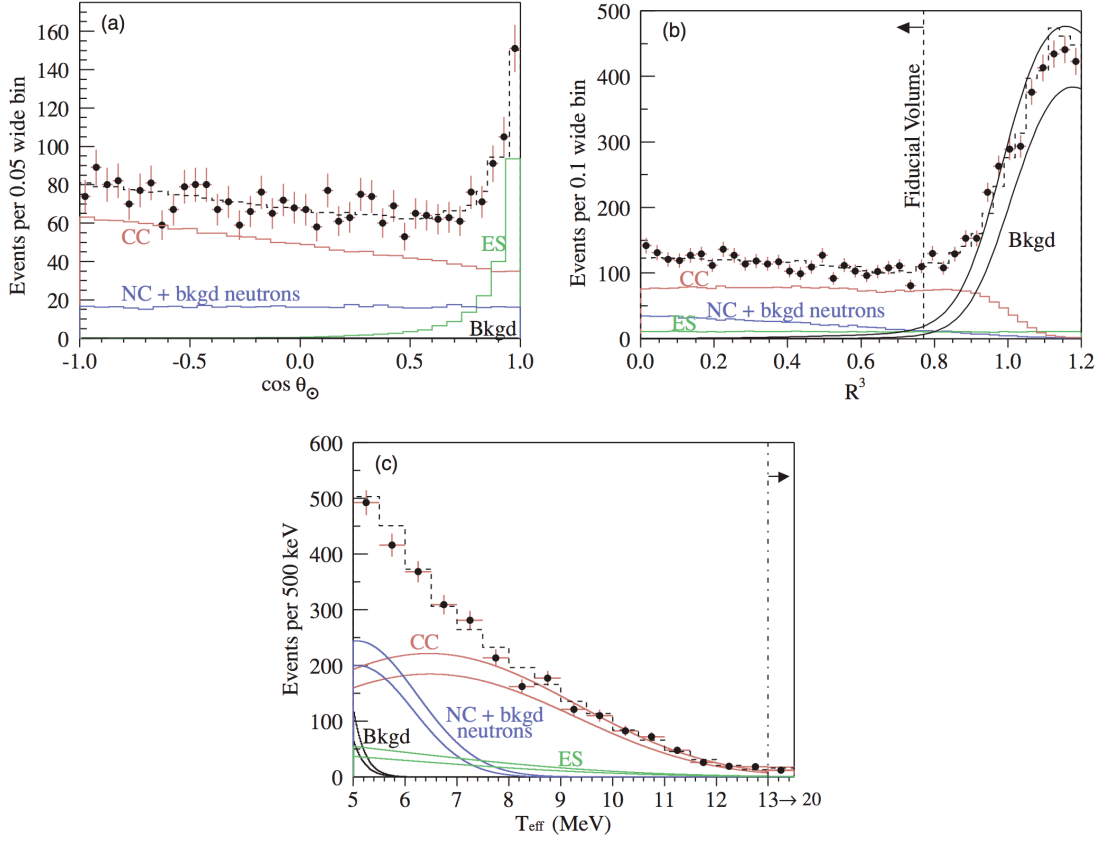 (a)
Events per 0.05 wide bin
160
140
120
100
80
60
40
20
0
CC
ES
NC + bkgd neutrons
Bkgd
-1.0 -0.5 0.0 0.5 1.0
cos θ⊙
(b)
Events per 0.1 wide bin
500
400
300
200
100
0
Fiducial Volume
Bkgd
CC
NC + bkgd neutrons
ES
0.0 0.2 0.4 0.6 0.8 1.0 1.2
R³
(c)
Events per 500 keV
600
500
400
300
200
100
0
CC
NC + bkgd
neutrons
Bkgd
ES
5 6 7 8 9 10 11 12 13→ 20
Teff (MeV)